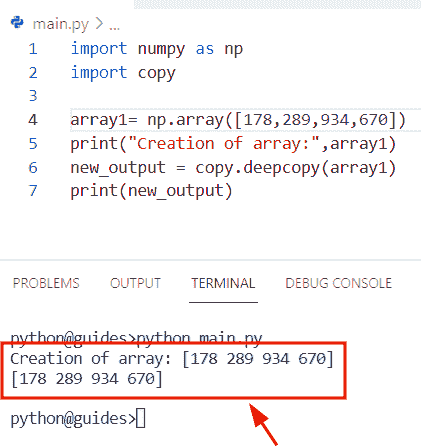 main.py > ...
1 import numpy as np
2 import copy
3
4 array1= np.array([178,289,934,670])
5 print("Creation of array:",array1)
6 new_output = copy.deepcopy(array1)
7 print(new_output)
PROBLEMS OUTPUT TERMINAL DEBUG CONSOLE
python@guides>python main.py
Creation of array: [178 289 934 670]
[178 289 934 670]
python@guides>